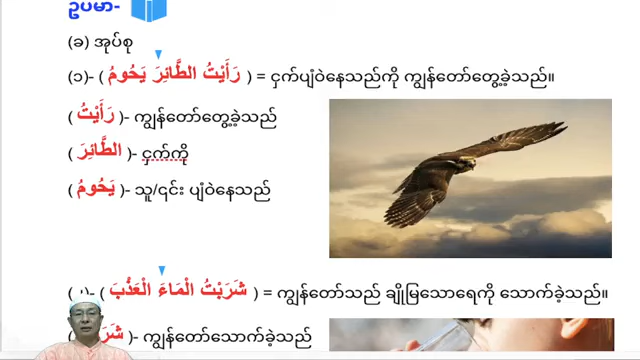 ဥပမာ-
(ခ) အုပ်စု
(၁)- ( رَأَيْتُ الطَّائِرَ يَحُومُ ) = ငှက်ပျံဝဲနေသည်ကို ကျွန်တော်တွေ့ခဲ့သည်။
( رَأَيْتُ )- ကျွန်တော်တွေ့ခဲ့သည်
( الطَّائِرَ )- ငှက်ကို
( يَحُومُ )- သူ/၎င်း ပျံဝဲနေသည်
)- ( شَرَبْتُ الْمَاءَ الْعَذْبَ ) = ကျွန်တော်သည် ချိုမြသောရေကို သောက်ခဲ့သည်။
)- ကျွန်တော်သောက်ခဲ့သည်